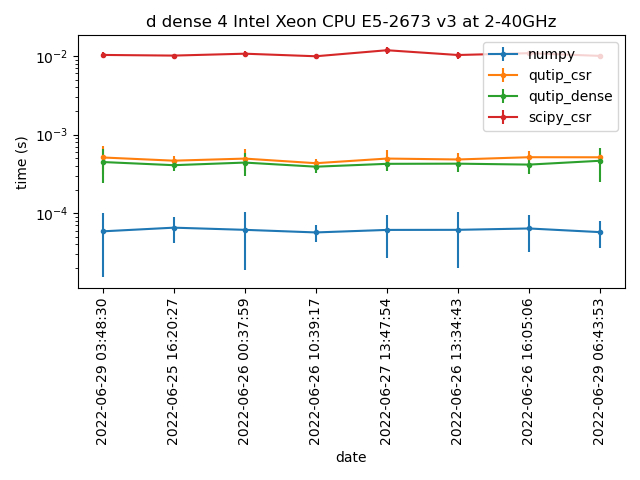 d dense 4 Intel Xeon CPU E5-2673 v3 at 2-40GHz
numpy
qutip_csr
qutip_dense
scipy_csr
time (s)
10^-2
10^-3
10^-4
2022-06-29 03:48:30
2022-06-25 16:20:27
2022-06-26 00:37:59
2022-06-26 10:39:17
2022-06-27 13:47:54
2022-06-26 13:34:43
2022-06-26 16:05:06
2022-06-29 06:43:53
date